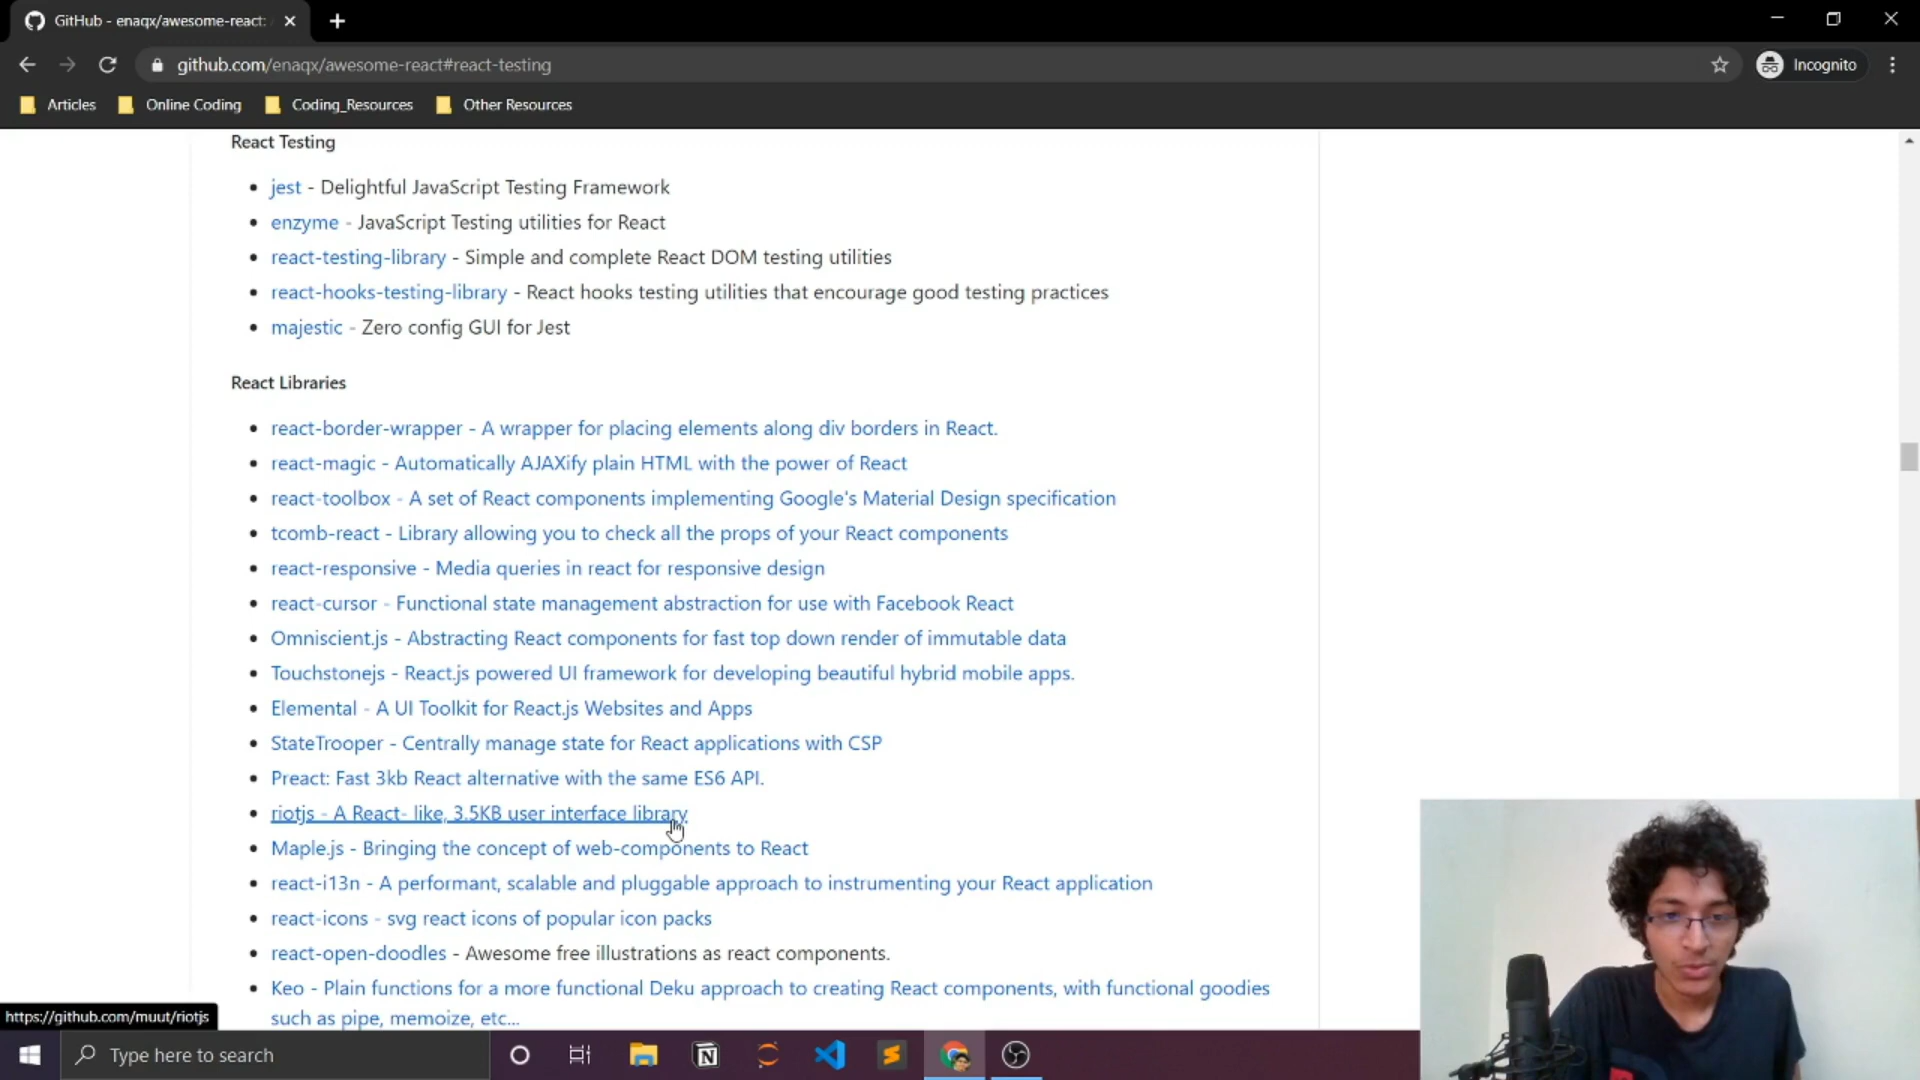 GitHub - enaqx/awesome-react:
github.com/enaqx/awesome-react#react-testing
Incognito
Articles
Online Coding
Coding_Resources
Other Resources
React Testing
jest - Delightful JavaScript Testing Framework
enzyme - JavaScript Testing utilities for React
react-testing-library - Simple and complete React DOM testing utilities
react-hooks-testing-library - React hooks testing utilities that encourage good testing practices
majestic - Zero config GUI for Jest
React Libraries
react-border-wrapper - A wrapper for placing elements along div borders in React.
react-magic - Automatically AJAXify plain HTML with the power of React
react-toolbox - A set of React components implementing Google's Material Design specification
tcomb-react - Library allowing you to check all the props of your React components
react-responsive - Media queries in react for responsive design
react-cursor - Functional state management abstraction for use with Facebook React
Omniscient.js - Abstracting React components for fast top down render of immutable data
Touchstonejs - React.js powered UI framework for developing beautiful hybrid mobile apps.
Elemental - A UI Toolkit for React.js Websites and Apps
StateTrooper - Centrally manage state for React applications with CSP
Preact: Fast 3kb React alternative with the same ES6 API.
riotjs - A React- like, 3.5KB user interface library
Maple.js - Bringing the concept of web-components to React
react-i13n - A performant, scalable and pluggable approach to instrumenting your React application
react-icons - svg react icons of popular icon packs
react-open-doodles - Awesome free illustrations as react components.
Keo - Plain functions for a more functional Deku approach to creating React components, with functional goodies
such as pipe, memoize, etc...
https://github.com/muut/riotjs
Type here to search